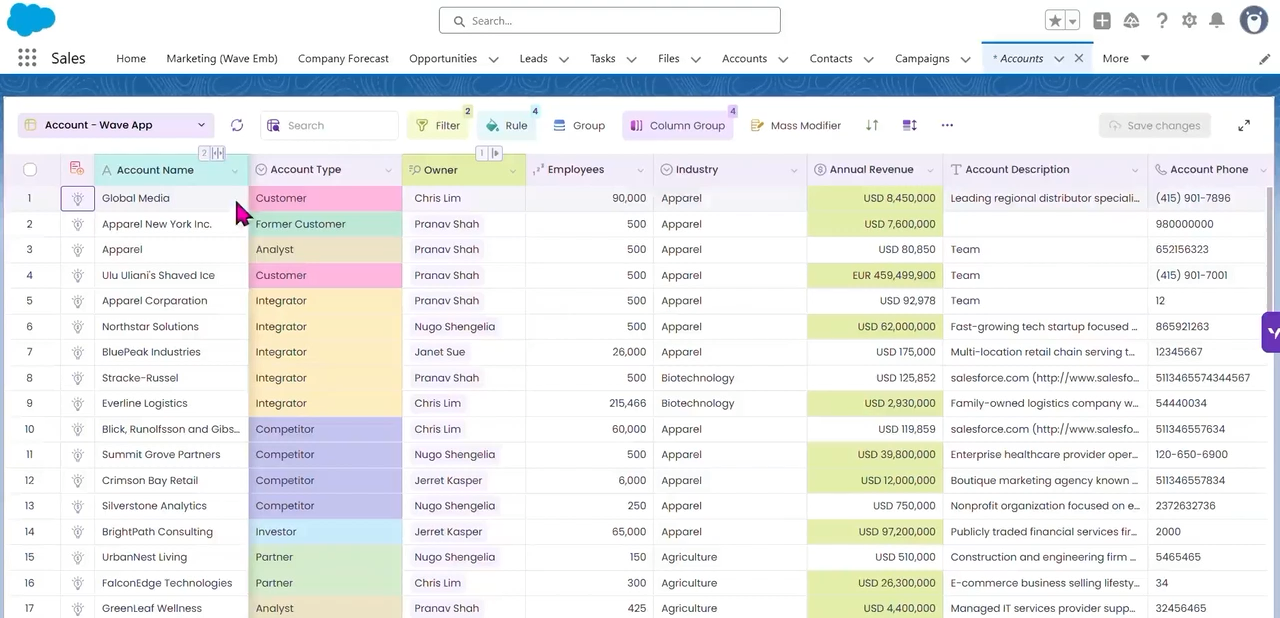 Search...
Sales Home Marketing (Wave Emb) Company Forecast Opportunities Leads Tasks Files Accounts Contacts Campaigns * Accounts More
Account - Wave App Search Filter 2 Rule 4 Group Column Group 4 Mass Modifier Save changes
2 1
Account Name Account Type Owner Employees Industry Annual Revenue Account Description Account Phone
1 Global Media Customer Chris Lim 90,000 Apparel USD 8,450,000 Leading regional distributor speciali... (415) 901-7896
2 Apparel New York Inc. Former Customer Pranav Shah 500 Apparel USD 7,600,000 980000000
3 Apparel Analyst Pranav Shah 500 Apparel USD 80,850 Team 652156323
4 Ulu Uliani's Shaved Ice Customer Pranav Shah 500 Apparel EUR 459,499,900 Team (415) 901-7001
5 Apparel Corparation Integrator Pranav Shah 500 Apparel USD 92,978 Team 12
6 Northstar Solutions Integrator Nugo Shengelia 500 Apparel USD 62,000,000 Fast-growing tech startup focused ... 865921263
7 BluePeak Industries Integrator Janet Sue 26,000 Apparel USD 175,000 Multi-location retail chain serving t... 12345667
8 Stracke-Russel Integrator Pranav Shah 500 Biotechnology USD 125,852 salesforce.com (http://www.salesfo... 5113465574344567
9 Everline Logistics Integrator Chris Lim 215,466 Biotechnology USD 2,930,000 Family-owned logistics company w... 54440034
10 Blick, Runolfsson and Gibs... Competitor Chris Lim 60,000 Apparel USD 119,859 salesforce.com (http://www.salesfo... 511346557634
11 Summit Grove Partners Competitor Nugo Shengelia 500 Apparel USD 39,800,000 Enterprise healthcare provider oper... 120-650-6900
12 Crimson Bay Retail Competitor Jerret Kasper 6,000 Apparel USD 12,000,000 Boutique marketing agency known ... 511346557834
13 Silverstone Analytics Competitor Nugo Shengelia 250 Apparel USD 750,000 Nonprofit organization focused on e... 2372632736
14 BrightPath Consulting Investor Jerret Kasper 65,000 Apparel USD 97,200,000 Publicly traded financial services fir... 2000
15 UrbanNest Living Partner Nugo Shengelia 150 Agriculture USD 510,000 Construction and engineering firm ... 5465465
16 FalconEdge Technologies Partner Chris Lim 300 Agriculture USD 26,300,000 E-commerce business selling lifesty... 34
17 GreenLeaf Wellness Analyst Pranav Shah 425 Agriculture USD 4,400,000 Managed IT services provider supp... 32456465